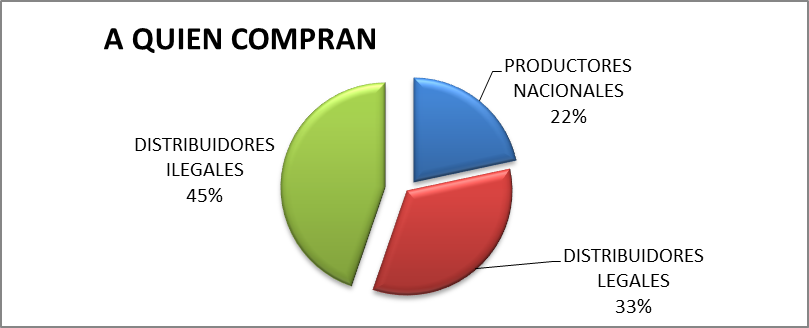 A QUIEN COMPRAN
PRODUCTORES
NACIONALES
22%
DISTRIBUIDORES
ILEGALES
45%
DISTRIBUIDORES
LEGALES
33%